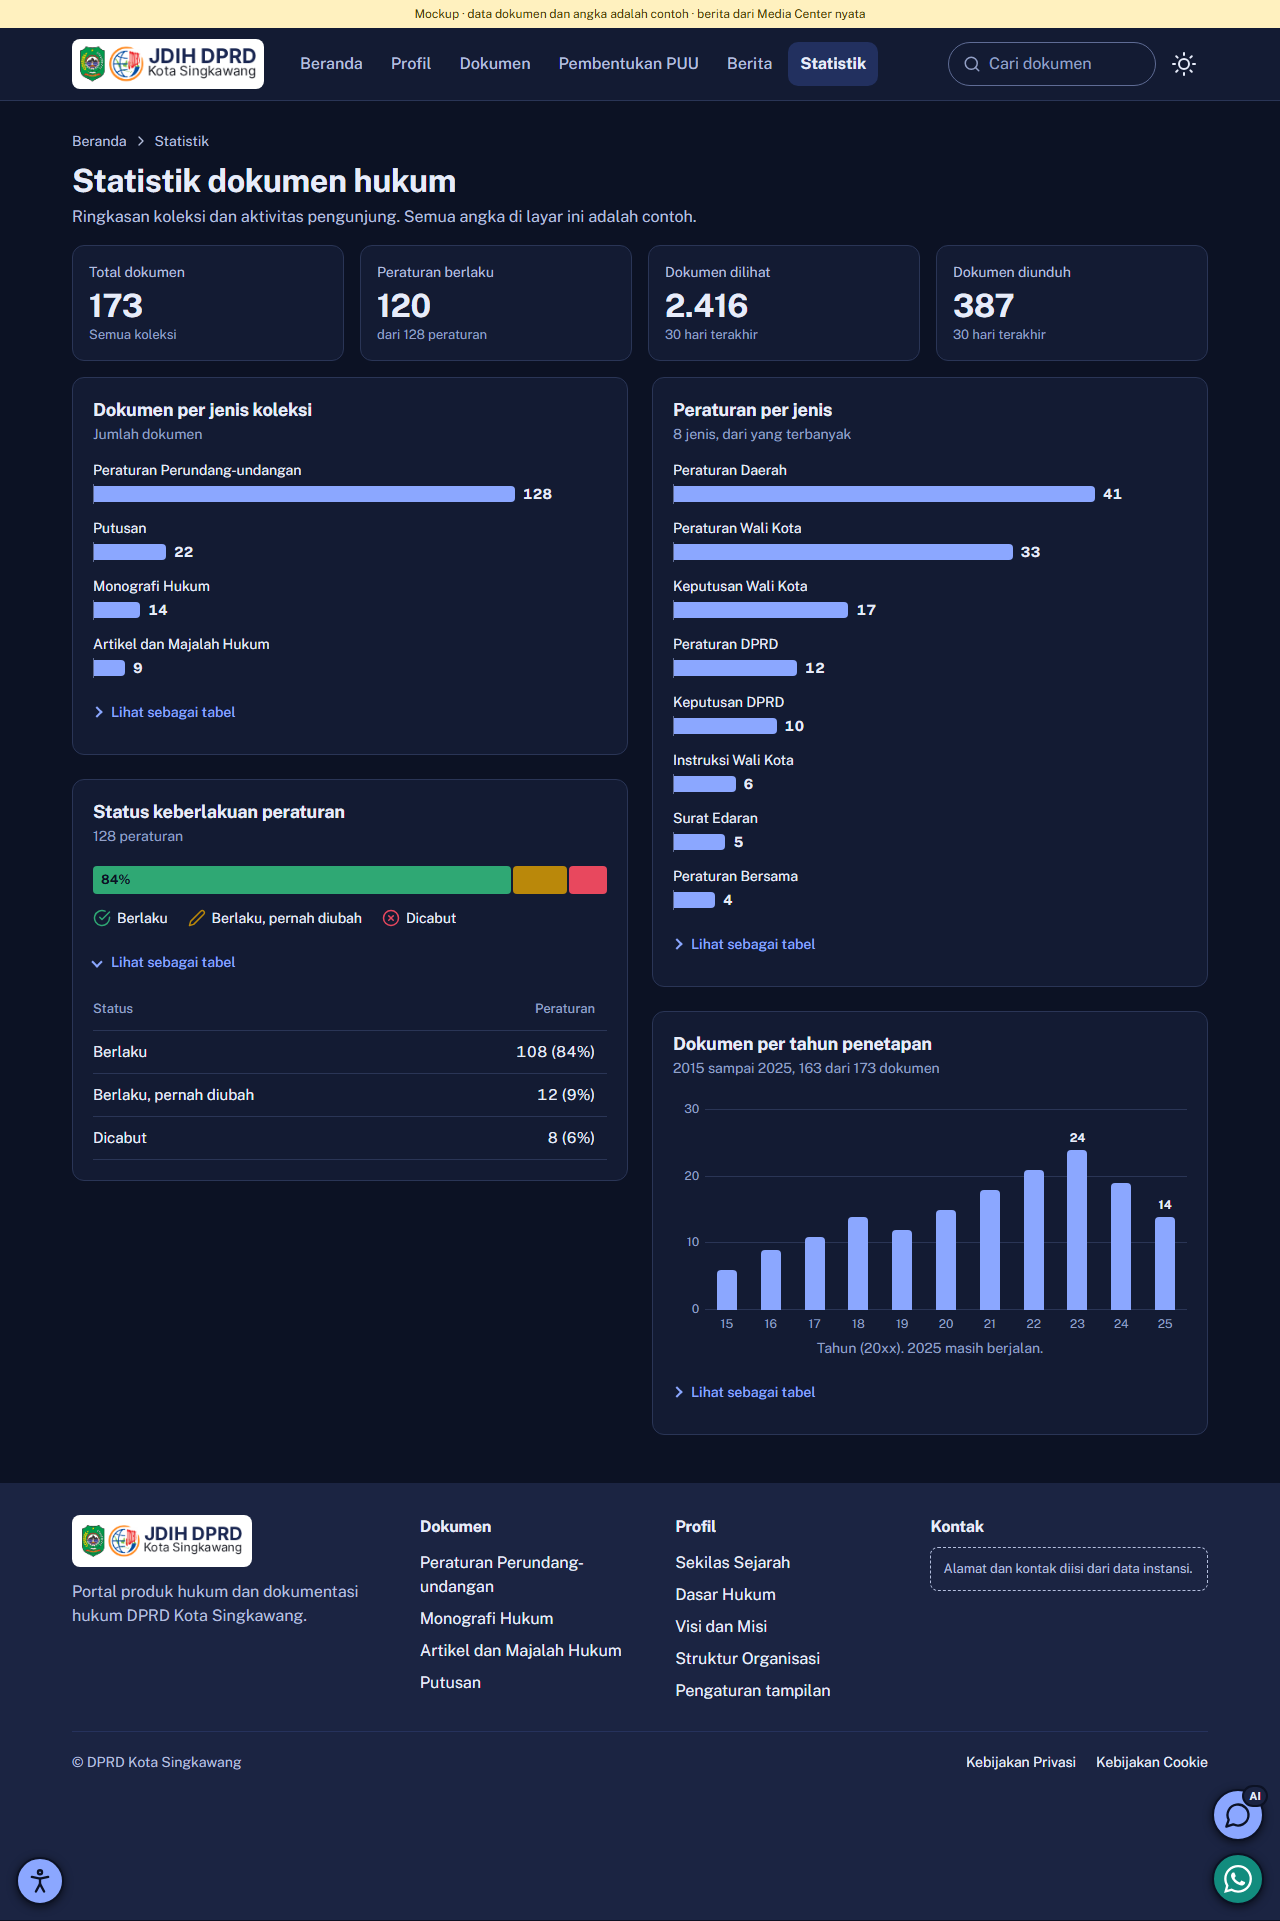 Mockup · data dokumen dan angka adalah contoh · berita dari Media Center nyata
JDIH DPRD
Kota Singkawang
Beranda
Profil
Dokumen
Pembentukan PUU
Berita
Statistik
Cari dokumen
Beranda > Statistik
Statistik dokumen hukum
Ringkasan koleksi dan aktivitas pengunjung. Semua angka di layar ini adalah contoh.
Total dokumen
173
Semua koleksi
Peraturan berlaku
120
dari 128 peraturan
Dokumen dilihat
2.416
30 hari terakhir
Dokumen diunduh
387
30 hari terakhir
Dokumen per jenis koleksi
Jumlah dokumen
Peraturan Perundang-undangan
128
Putusan
22
Monografi Hukum
14
Artikel dan Majalah Hukum
9
Lihat sebagai tabel
Status keberlakuan peraturan
128 peraturan
84%
Berlaku
Berlaku, pernah diubah
Dicabut
Lihat sebagai tabel
Status Peraturan
Berlaku 108 (84%)
Berlaku, pernah diubah 12 (9%)
Dicabut 8 (6%)
Peraturan per jenis
8 jenis, dari yang terbanyak
Peraturan Daerah
41
Peraturan Wali Kota
33
Keputusan Wali Kota
17
Peraturan DPRD
12
Keputusan DPRD
10
Instruksi Wali Kota
6
Surat Edaran
5
Peraturan Bersama
4
Lihat sebagai tabel
Dokumen per tahun penetapan
2015 sampai 2025, 163 dari 173 dokumen
30
20
10
0
24
14
15 16 17 18 19 20 21 22 23 24 25
Tahun (20xx). 2025 masih berjalan.
Lihat sebagai tabel
JDIH DPRD
Kota Singkawang
Portal produk hukum dan dokumentasi
hukum DPRD Kota Singkawang.
Dokumen
Peraturan Perundang-
undangan
Monografi Hukum
Artikel dan Majalah Hukum
Putusan
Profil
Sekilas Sejarah
Dasar Hukum
Visi dan Misi
Struktur Organisasi
Pengaturan tampilan
Kontak
Alamat dan kontak diisi dari data instansi.
© DPRD Kota Singkawang
Kebijakan Privasi
Kebijakan Cookie
AI